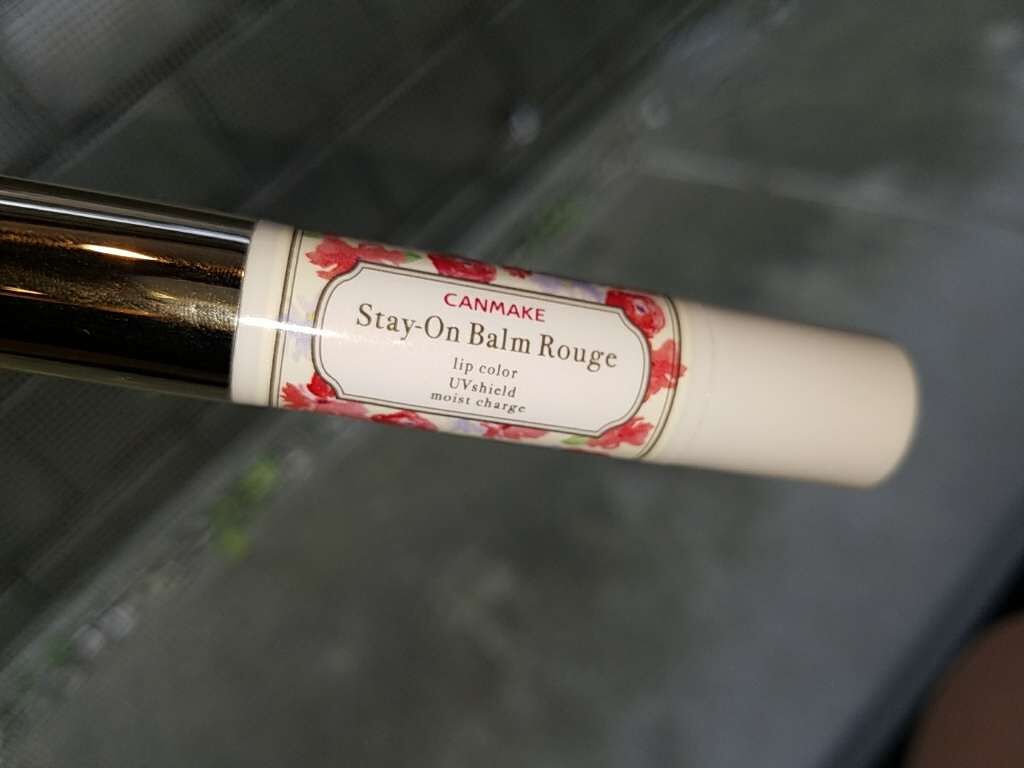 CANMAKE
Stay-On Balm Rouge
lip color
UVshield
moist charge